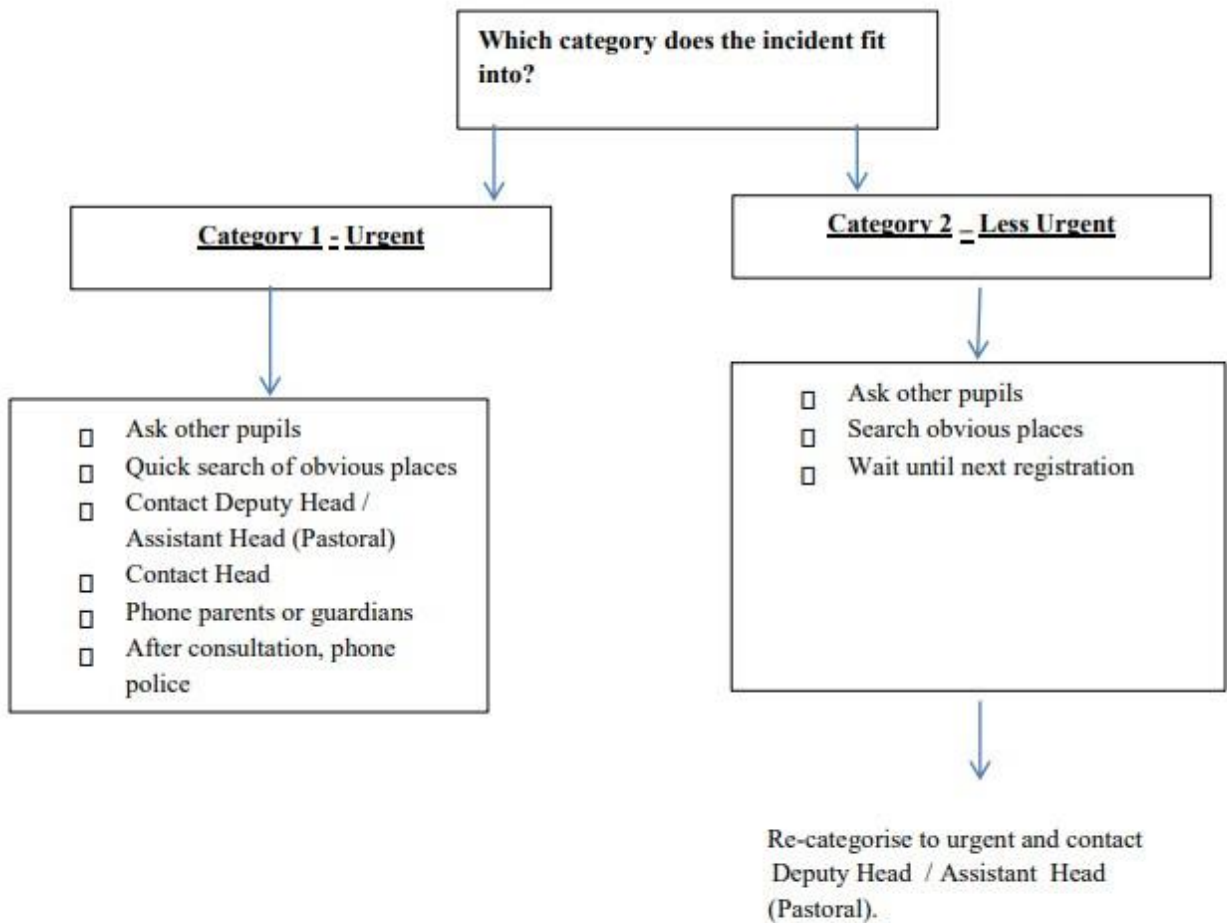 Which category does the incident fit
into?
Category 1 - Urgent
Ask other pupils
Quick search of obvious places
Contact Deputy Head /
Assistant Head (Pastoral)
Contact Head
Phone parents or guardians
After consultation, phone
police
Category 2 – Less Urgent
Ask other pupils
Search obvious places
Wait until next registration
Re-categorise to urgent and contact
Deputy Head / Assistant Head
(Pastoral).